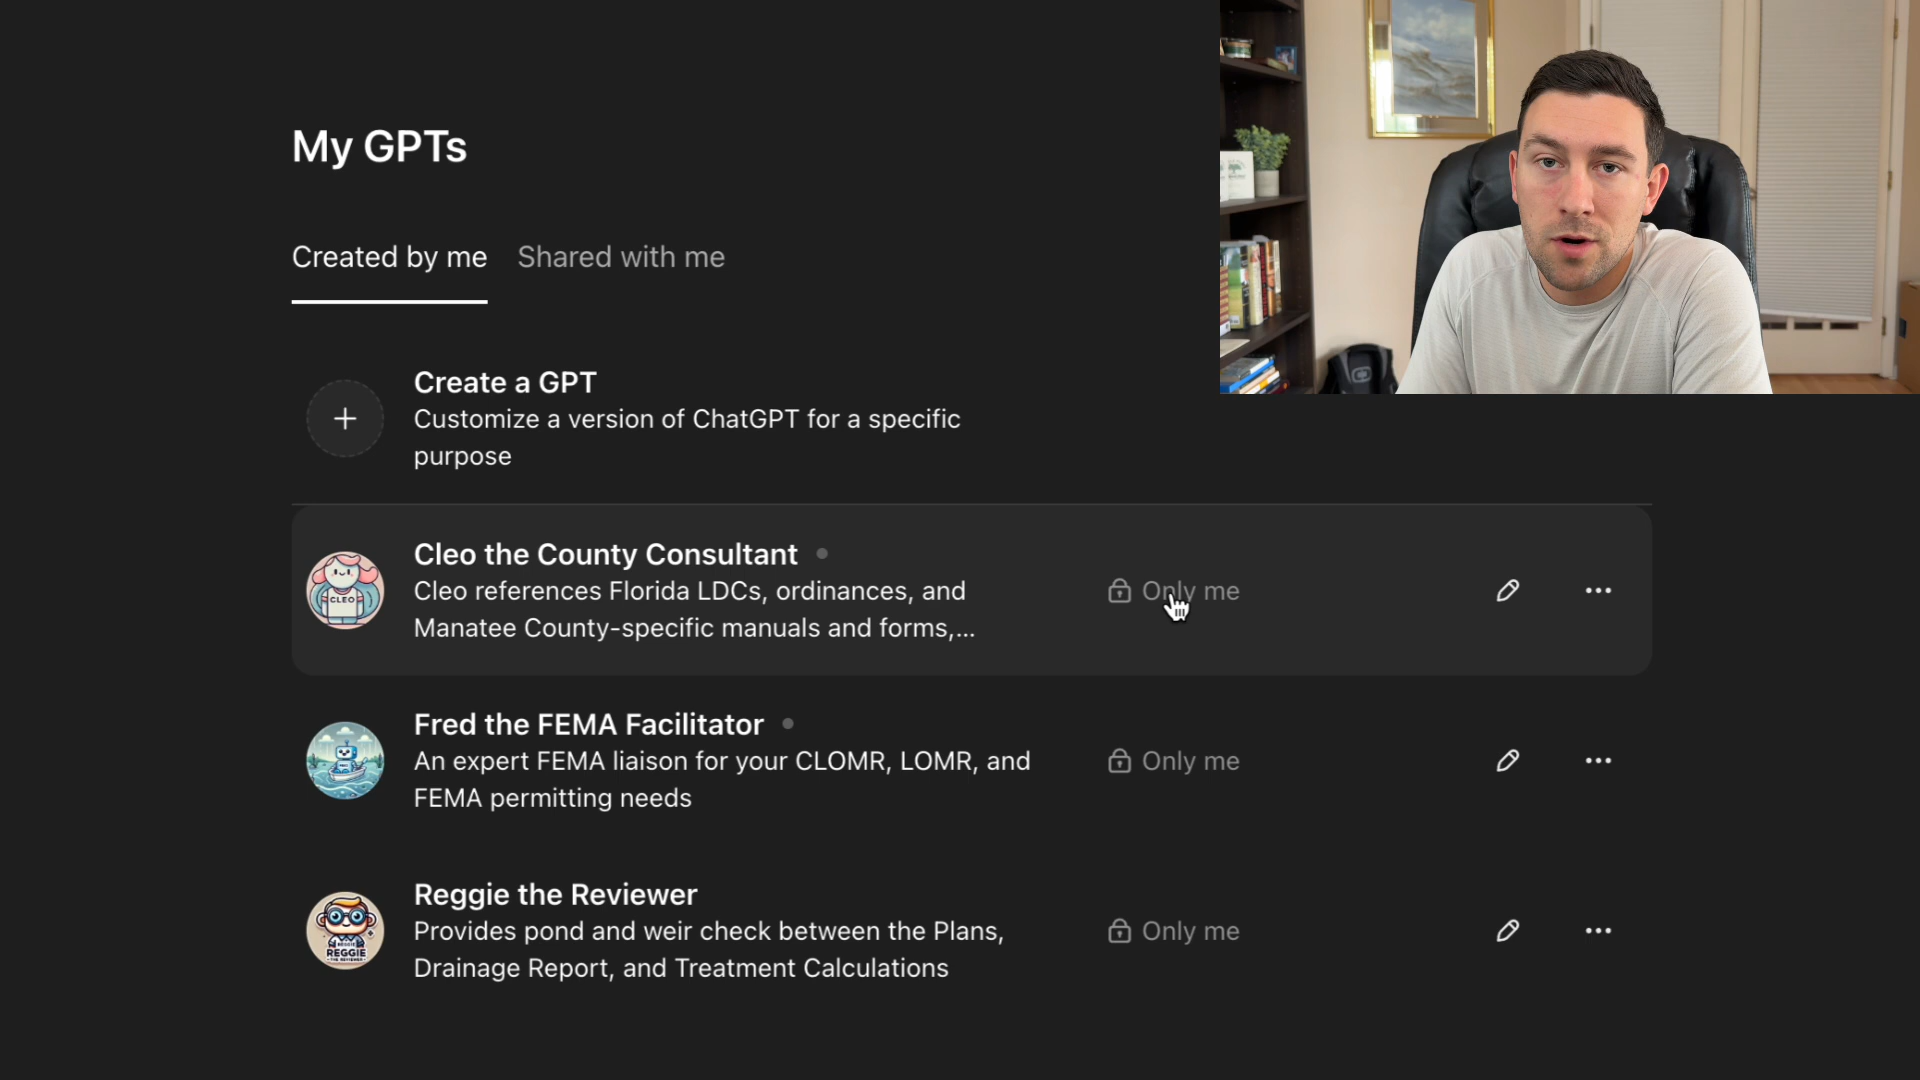 My GPTs
Created by me Shared with me
Create a GPT
Customize a version of ChatGPT for a specific
purpose
Cleo the County Consultant
Cleo references Florida LDCs, ordinances, and
Manatee County-specific manuals and forms,...
Only me
CLEO
Fred the FEMA Facilitator
An expert FEMA liaison for your CLOMR, LOMR, and
FEMA permitting needs
Only me
Reggie the Reviewer
Provides pond and weir check between the Plans,
Drainage Report, and Treatment Calculations
Only me
REGGIE